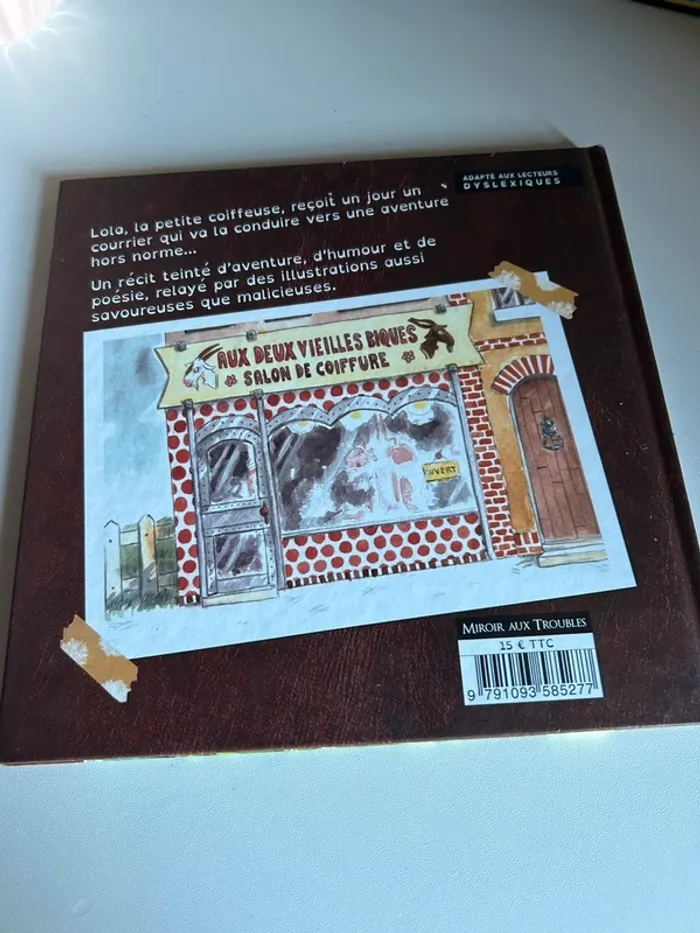 ADAPTÉ AUX LECTEURS
DYSLEXIQUES
Lola, la petite coiffeuse, reçoit un jour un
courrier qui va la conduire vers une aventure
hors norme...
Un récit teinté d'aventure, d'humour et de
poésie, relayé par des illustrations aussi
savoureuses que malicieuses.
AUX DEUX VIEILLES BIQUES
SALON DE COIFFURE
OUVERT
MIROIR AUX TROUBLES
15 € TTC
9 791093 585277